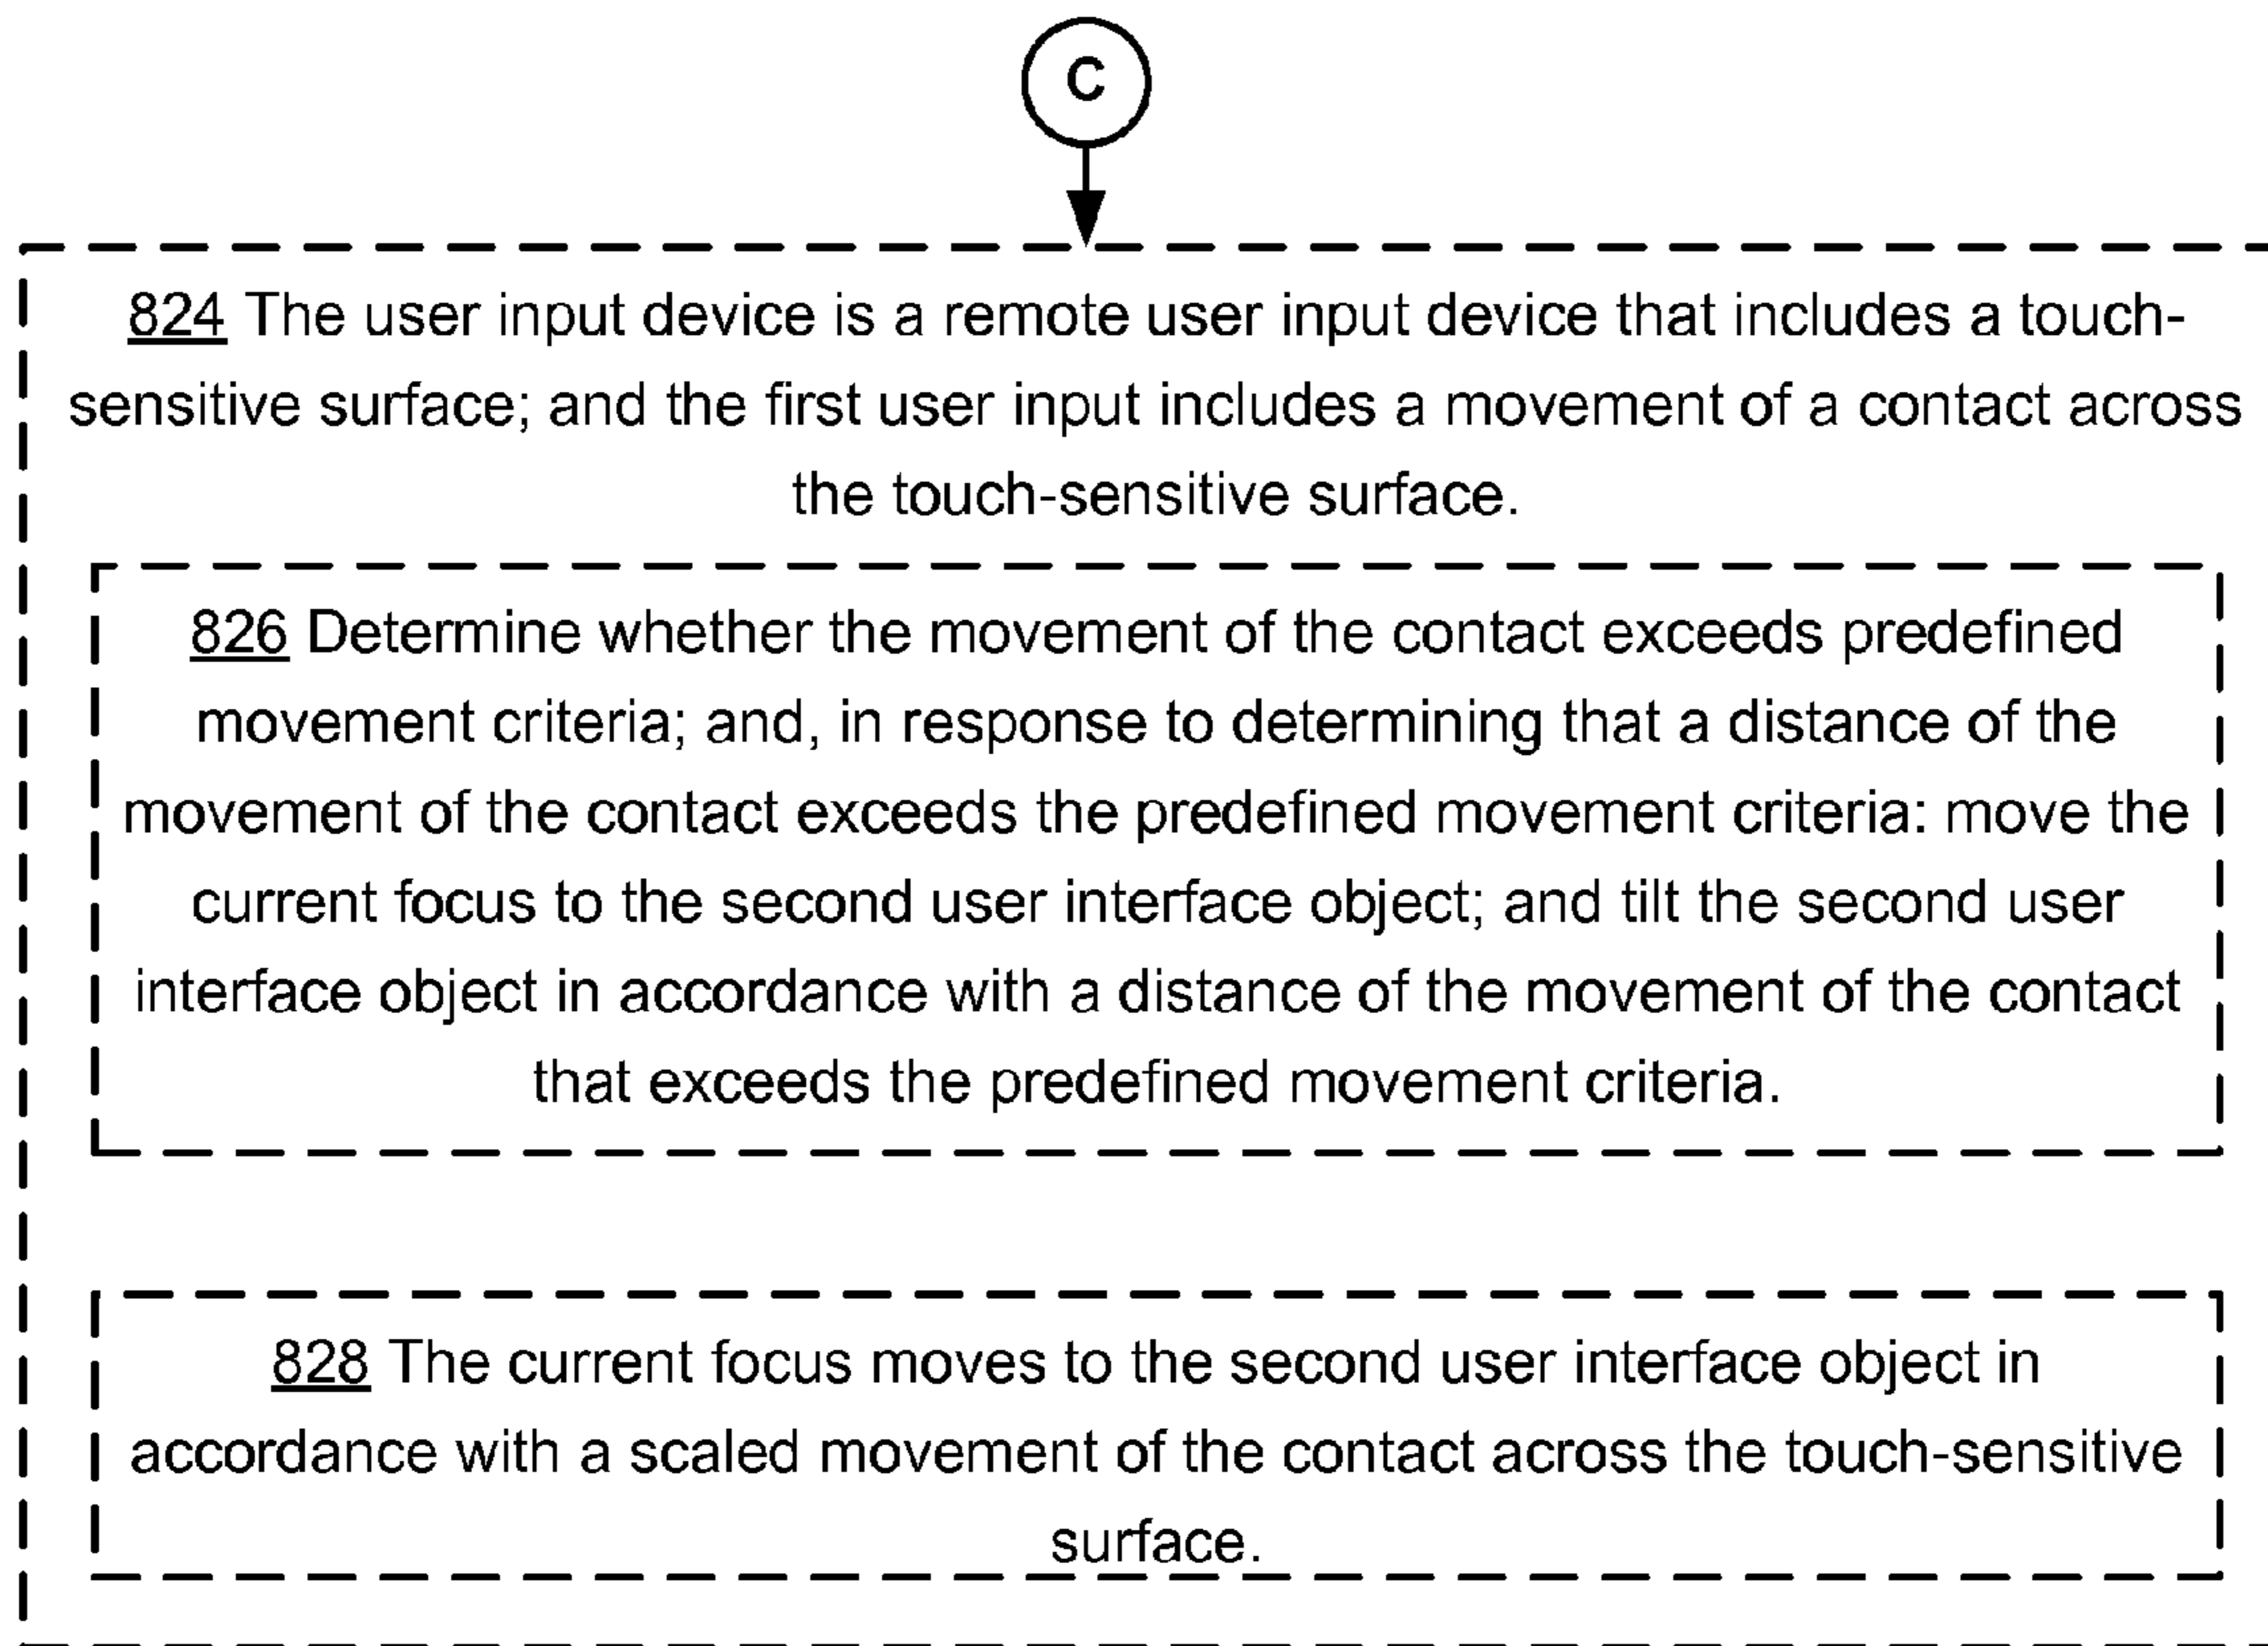 C
824 The user input device is a remote user input device that includes a touch-
sensitive surface; and the first user input includes a movement of a contact across
the touch-sensitive surface.
826 Determine whether the movement of the contact exceeds predefined
movement criteria; and, in response to determining that a distance of the
movement of the contact exceeds the predefined movement criteria: move the
current focus to the second user interface object; and tilt the second user
interface object in accordance with a distance of the movement of the contact
that exceeds the predefined movement criteria.
828 The current focus moves to the second user interface object in
accordance with a scaled movement of the contact across the touch-sensitive
surface.